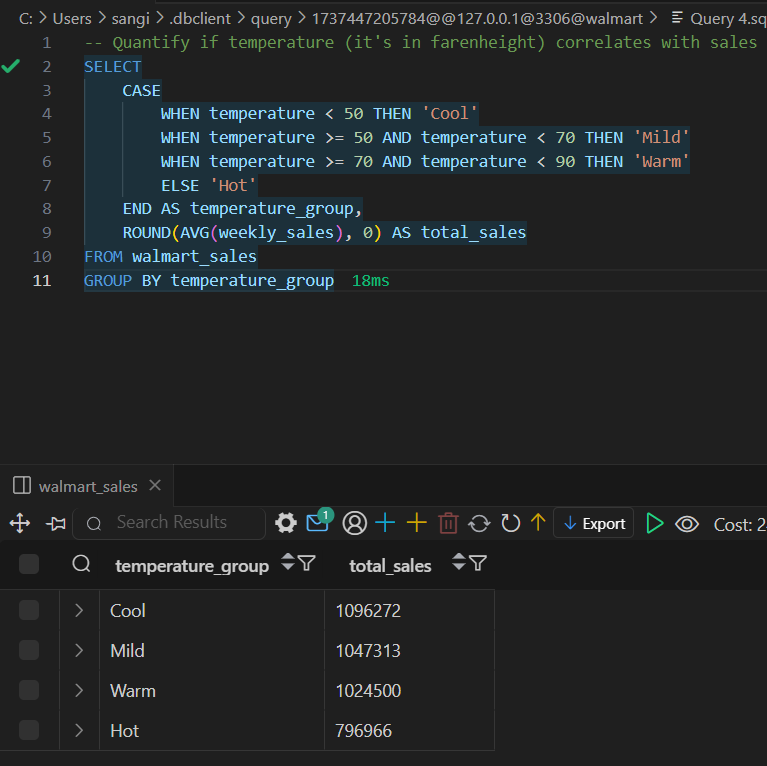 C: > Users > sangi > .dbclient > query > 1737447205784@@127.0.0.1@3306@walmart > Query 4.sq
1 -- Quantify if temperature (it's in farenheight) correlates with sales
2 SELECT
3 CASE
4 WHEN temperature < 50 THEN 'Cool'
5 WHEN temperature >= 50 AND temperature < 70 THEN 'Mild'
6 WHEN temperature >= 70 AND temperature < 90 THEN 'Warm'
7 ELSE 'Hot'
8 END AS temperature_group,
9 ROUND(AVG(weekly_sales), 0) AS total_sales
10 FROM walmart_sales
11 GROUP BY temperature_group 18ms
walmart_sales
Search Results 1 Export Cost: 2
temperature_group total_sales
Cool 1096272
Mild 1047313
Warm 1024500
Hot 796966